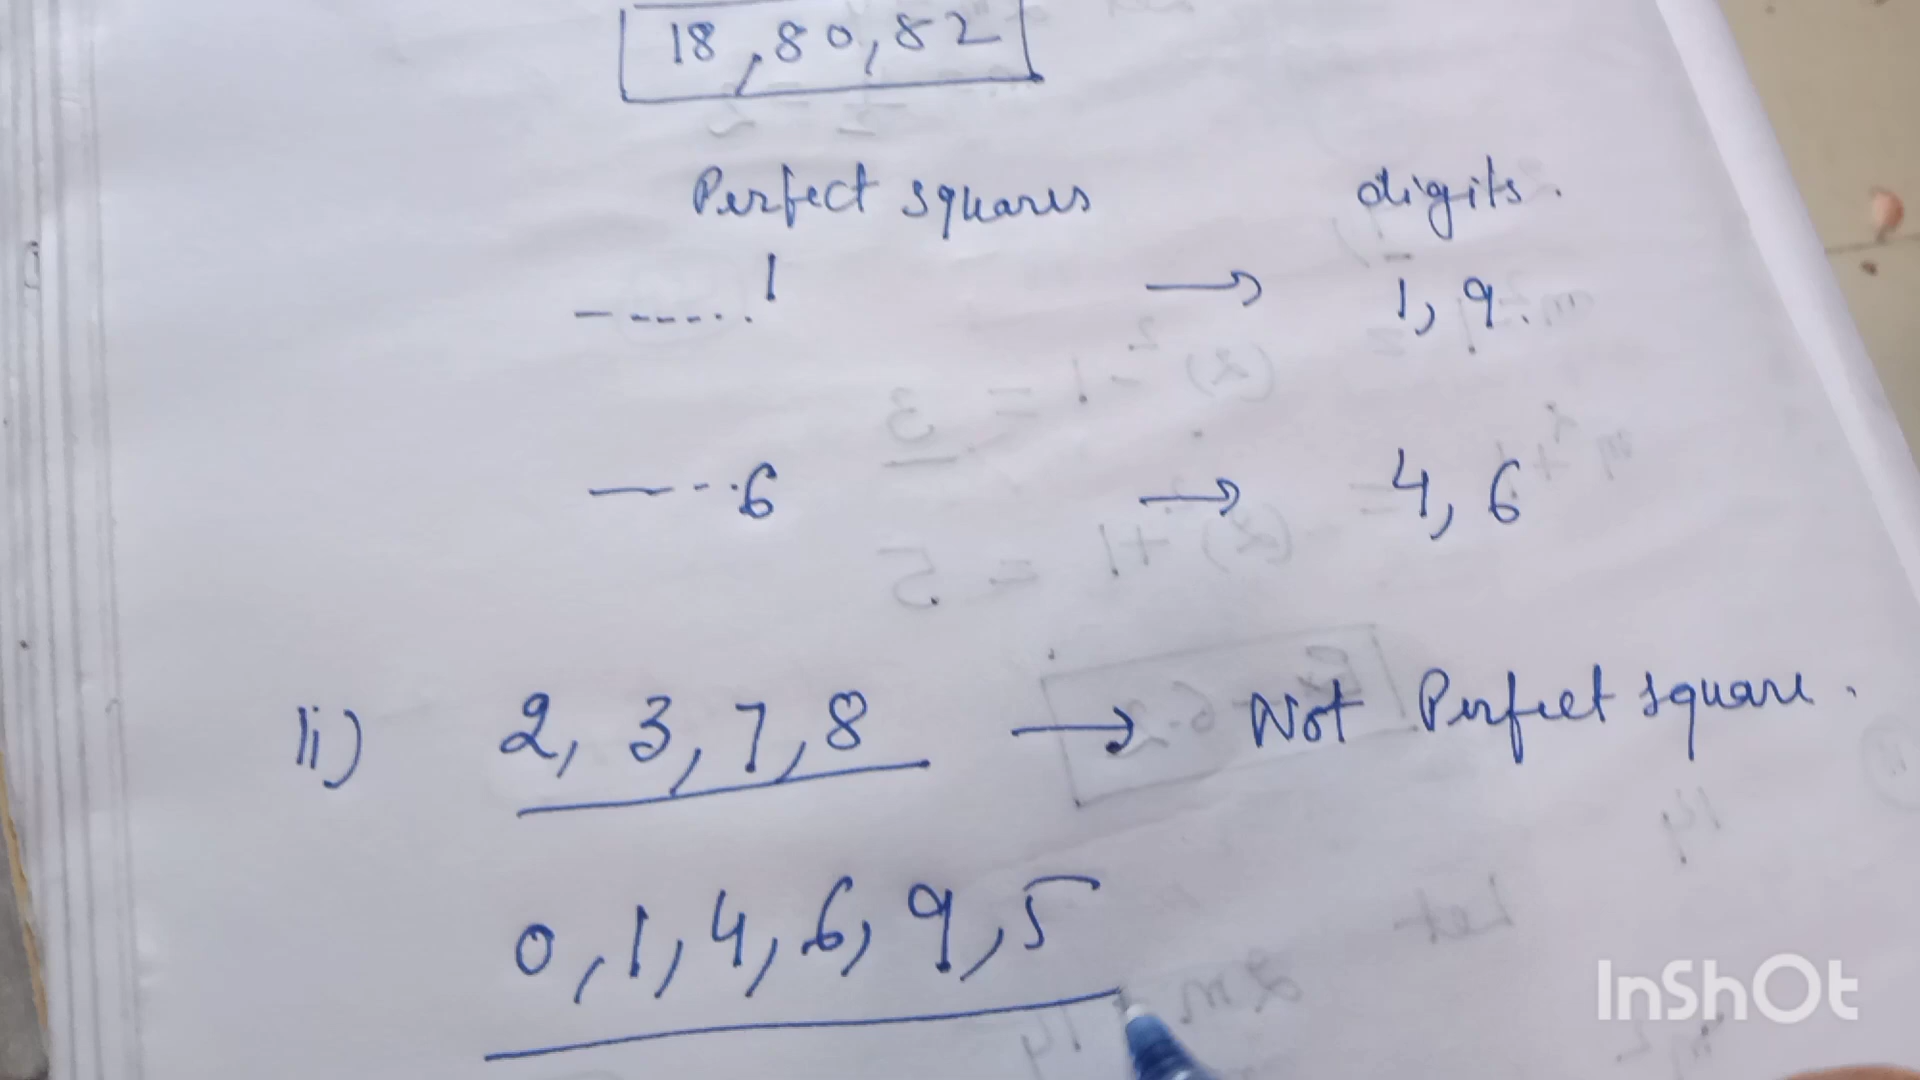 18, 80, 82
Perfect squares digits.
------.1 → 1, 9.
----..6 → 4, 6
ii) 2, 3, 7, 8 → Not Perfect square.
0, 1, 4, 6, 9, 5
InShOt